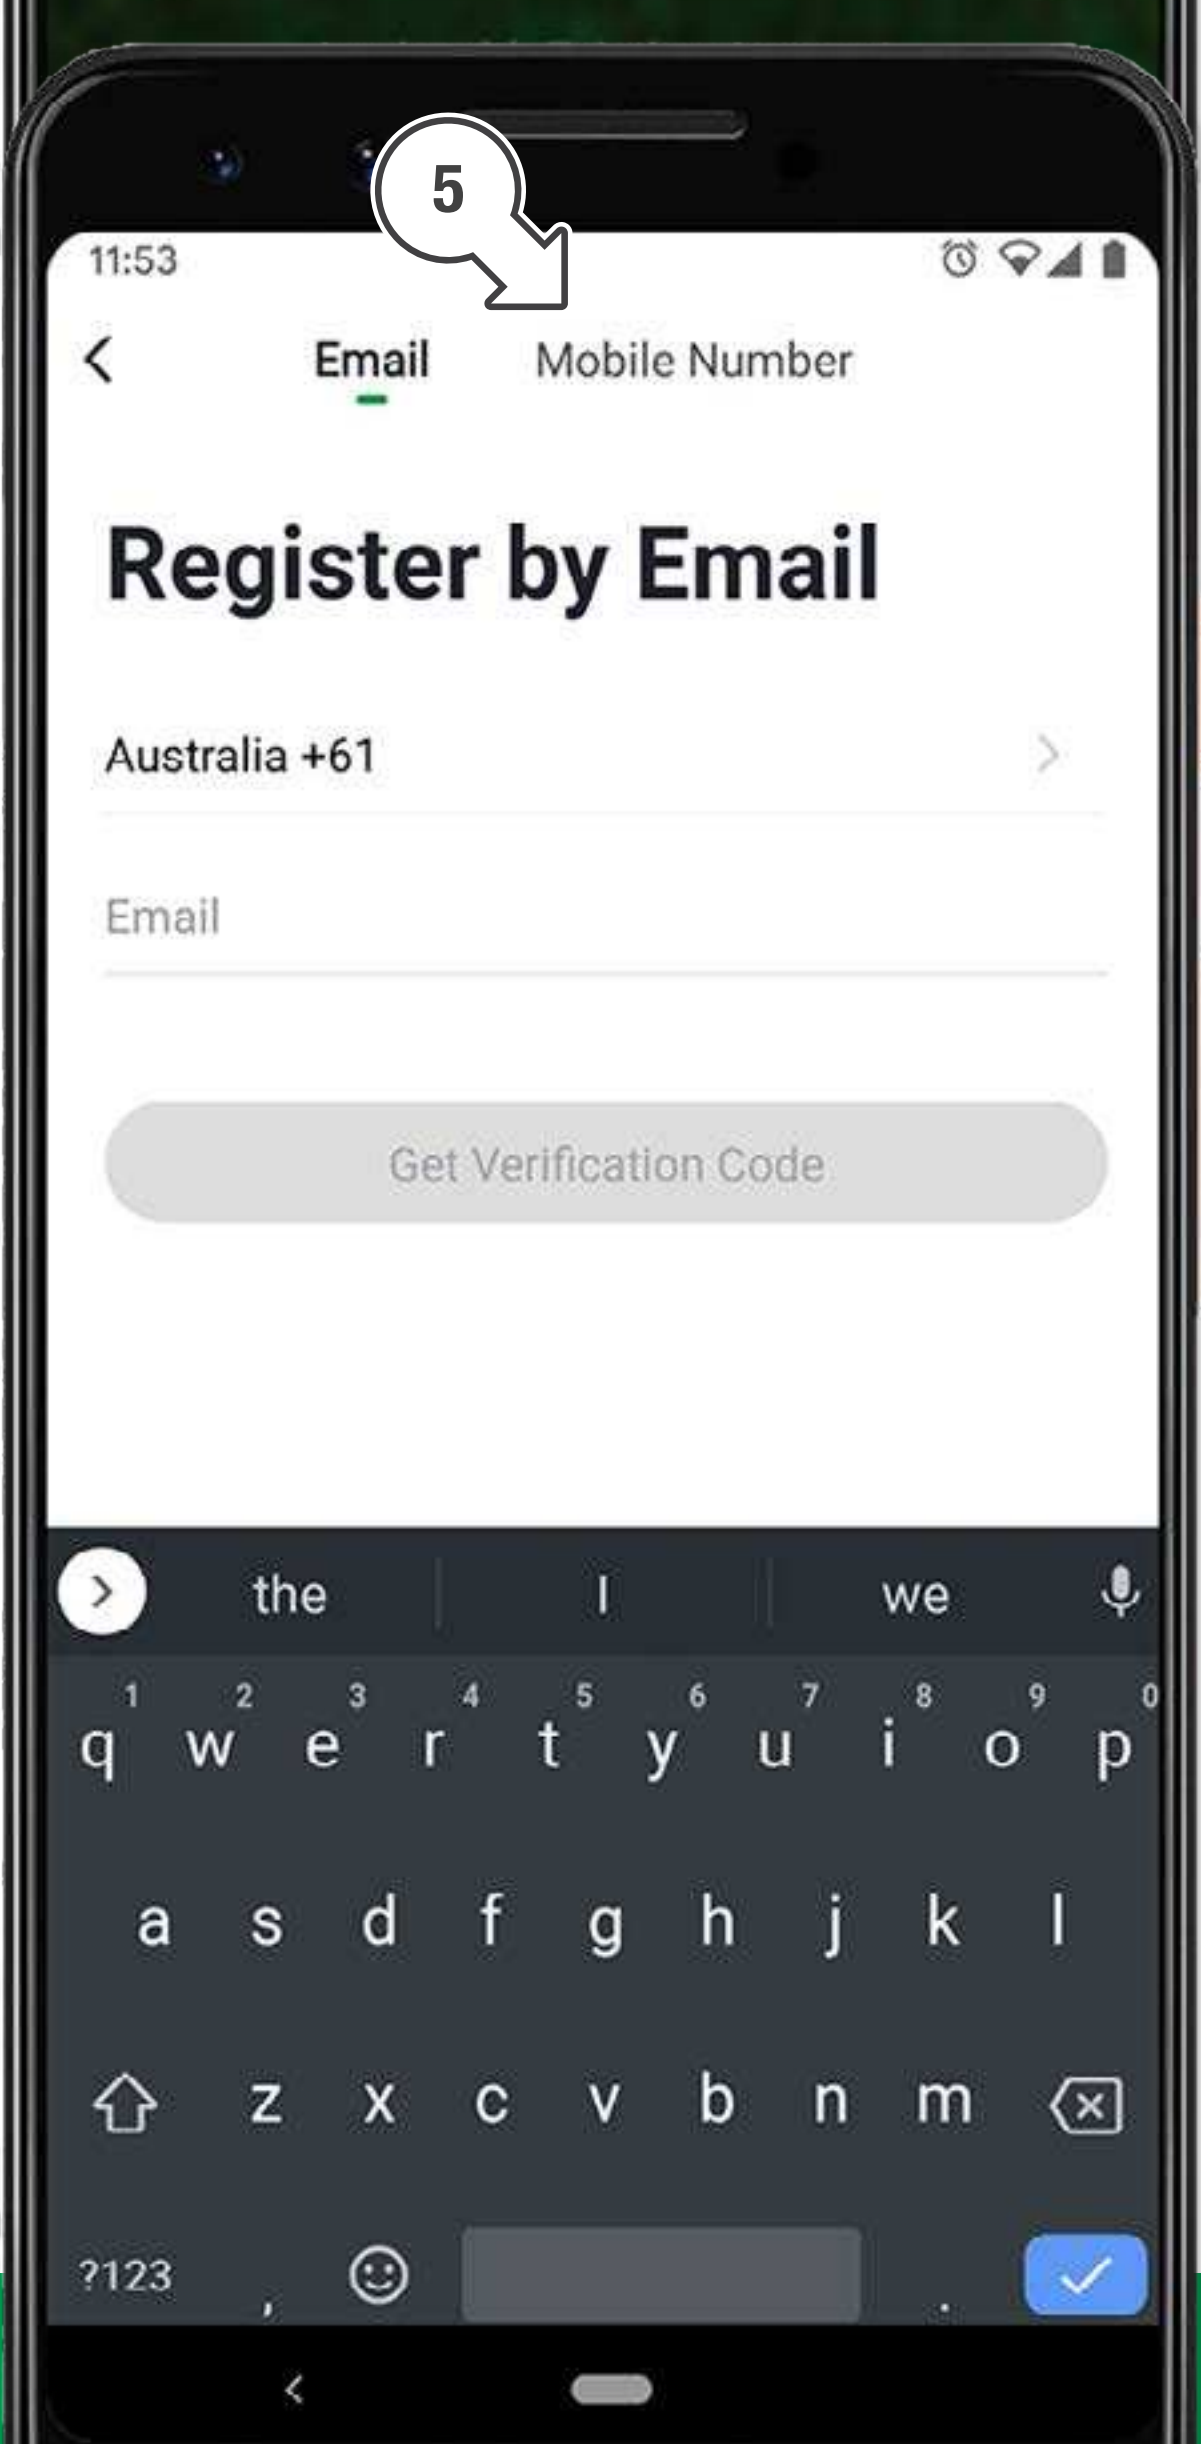 5
11:53
Email Mobile Number
Register by Email
Australia +61
Email
Get Verification Code
the I we
1 2 3 4 5 6 7 8 9 0
q w e r t y u i o p
a s d f g h j k l
z x c v b n m
?123 , .